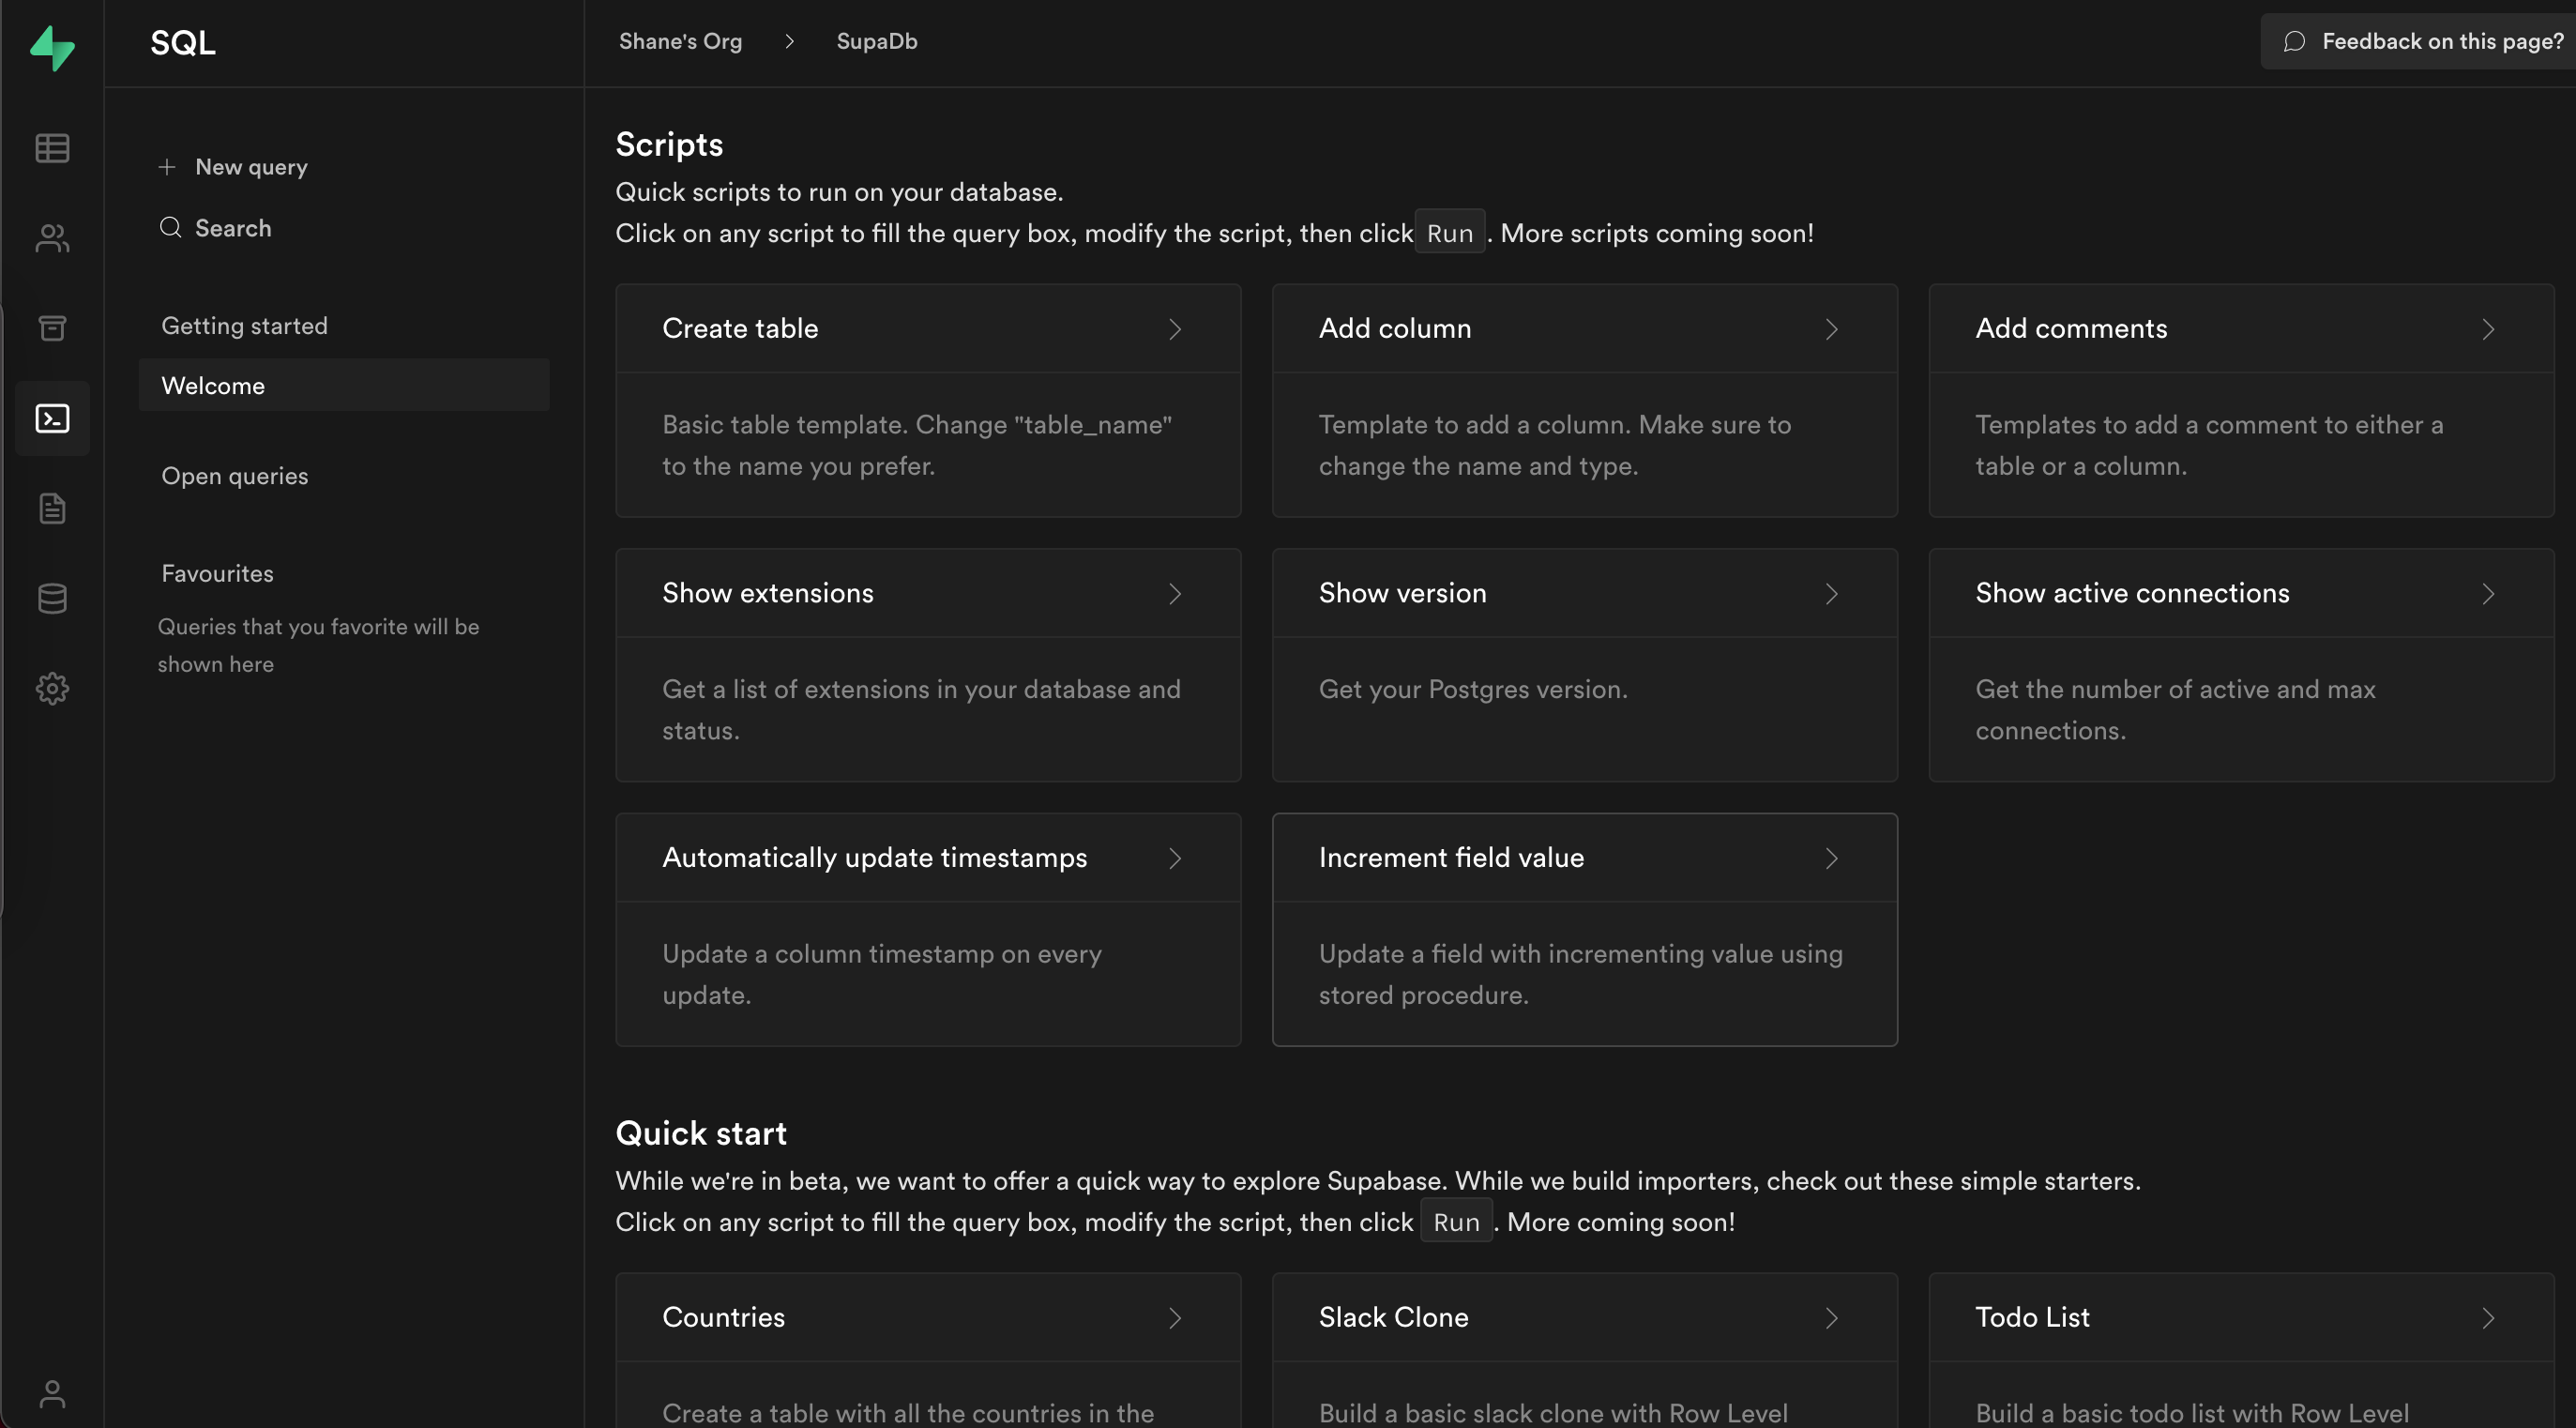 SQL
Shane's Org
SupaDb
Feedback on this page?
New query
Search
Getting started
Welcome
Open queries
Favourites
Queries that you favorite will be
shown here
Scripts
Quick scripts to run on your database.
Click on any script to fill the query box, modify the script, then click Run . More scripts coming soon!
Create table
Basic table template. Change "table_name"
to the name you prefer.
Add column
Template to add a column. Make sure to
change the name and type.
Add comments
Templates to add a comment to either a
table or a column.
Show extensions
Get a list of extensions in your database and
status.
Show version
Get your Postgres version.
Show active connections
Get the number of active and max
connections.
Automatically update timestamps
Update a column timestamp on every
update.
Increment field value
Update a field with incrementing value using
stored procedure.
Quick start
While we're in beta, we want to offer a quick way to explore Supabase. While we build importers, check out these simple starters.
Click on any script to fill the query box, modify the script, then click Run . More coming soon!
Countries
Create a table with all the countries in the
Slack Clone
Build a basic slack clone with Row Level
Todo List
Build a basic todo list with Row Level